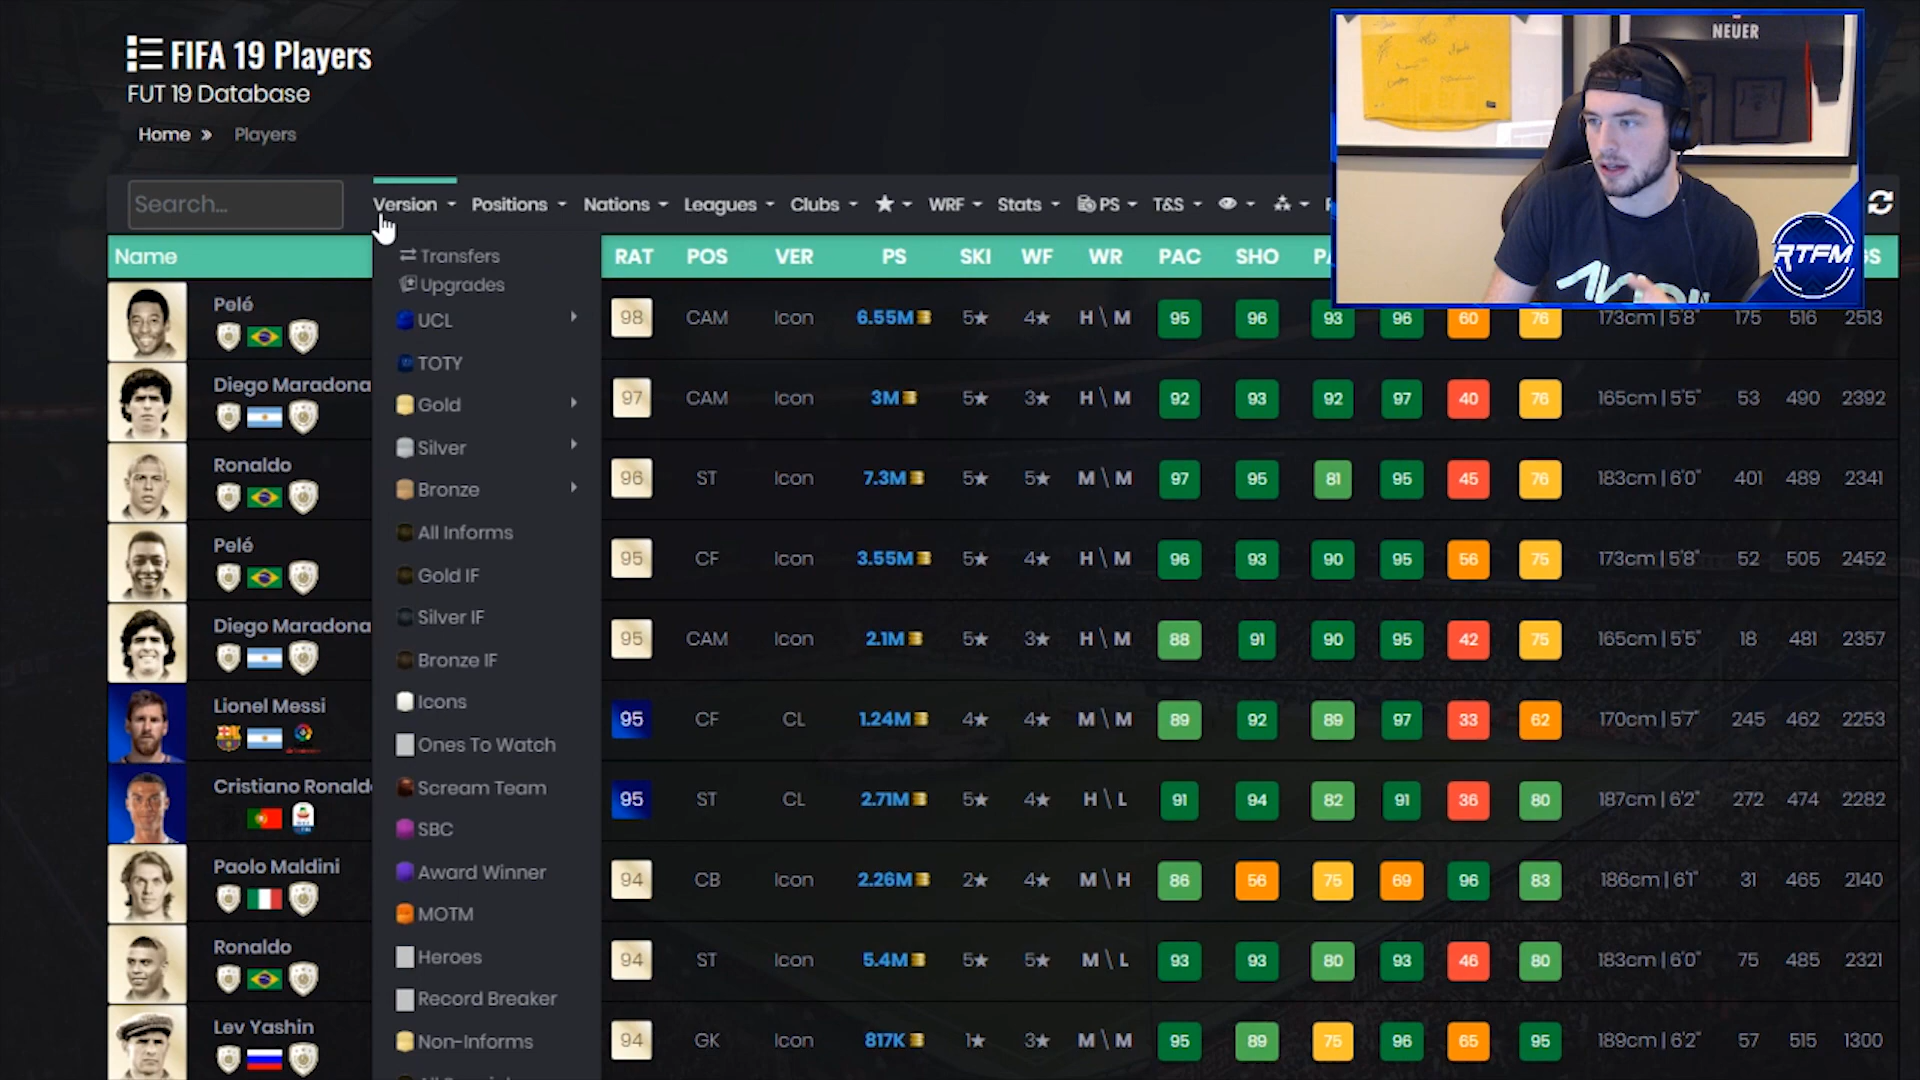 FIFA 19 Players
FUT 19 Database
Home » Players
NEUER
RTFM
Search...
Version Positions Nations Leagues Clubs ★ WRF Stats PS T&S
Name RAT POS VER PS SKI WF WR PAC SHO
Transfers
Upgrades
UCL
TOTY
Gold
Silver
Bronze
All Informs
Gold IF
Silver IF
Bronze IF
Icons
Ones To Watch
Scream Team
SBC
Award Winner
MOTM
Heroes
Record Breaker
Non-Informs
Pelé 98 CAM Icon 6.55M 5★ 4★ H \ M 95 96 93 96 60 76 173cm | 5'8" 175 516 2513
Diego Maradona 97 CAM Icon 3M 5★ 3★ H \ M 92 93 92 97 40 76 165cm | 5'5" 53 490 2392
Ronaldo 96 ST Icon 7.3M 5★ 5★ M \ M 97 95 81 95 45 76 183cm | 6'0" 401 489 2341
Pelé 95 CF Icon 3.55M 5★ 4★ H \ M 96 93 90 95 56 75 173cm | 5'8" 52 505 2452
Diego Maradona 95 CAM Icon 2.1M 5★ 3★ H \ M 88 91 90 95 42 75 165cm | 5'5" 18 481 2357
Lionel Messi 95 CF CL 1.24M 4★ 4★ M \ M 89 92 89 97 33 62 170cm | 5'7" 245 462 2253
Cristiano Ronald 95 ST CL 2.71M 5★ 4★ H \ L 91 94 82 91 36 80 187cm | 6'2" 272 474 2282
Paolo Maldini 94 CB Icon 2.26M 2★ 4★ M \ H 86 56 75 69 96 83 186cm | 6'1" 31 465 2140
Ronaldo 94 ST Icon 5.4M 5★ 5★ M \ L 93 93 80 93 46 80 183cm | 6'0" 75 485 2321
Lev Yashin 94 GK Icon 817K 1★ 3★ M \ M 95 89 75 96 65 95 189cm | 6'2" 57 515 1300